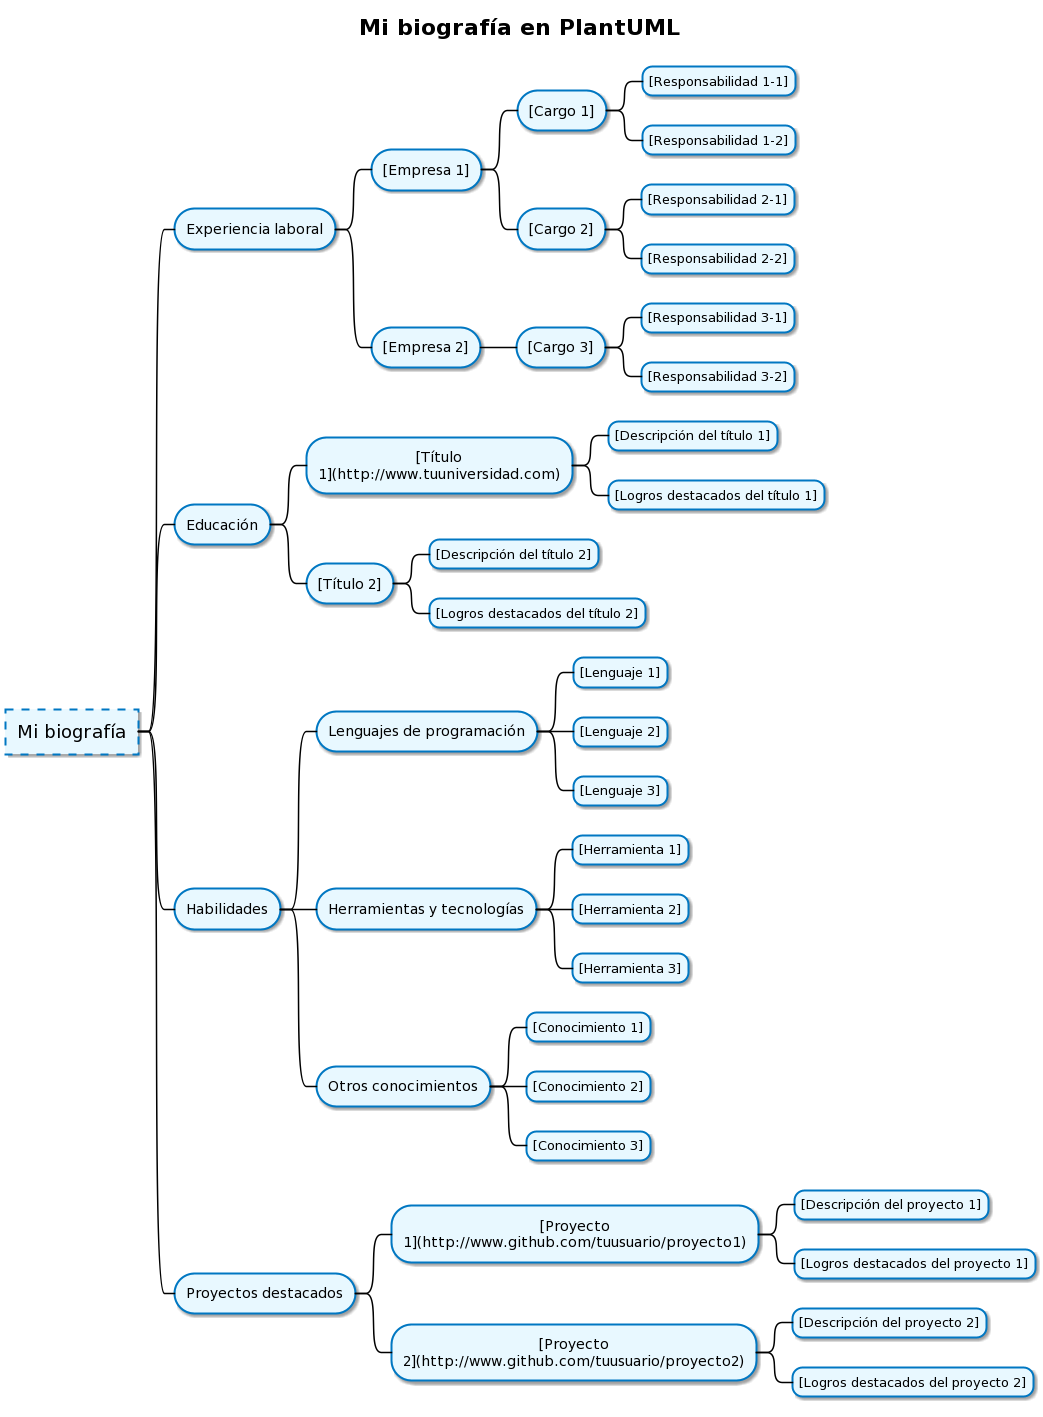 Mi biografía en PlantUML
Mi biografía
Experiencia laboral
[Empresa 1]
[Cargo 1]
[Responsabilidad 1-1]
[Responsabilidad 1-2]
[Cargo 2]
[Responsabilidad 2-1]
[Responsabilidad 2-2]
[Empresa 2]
[Cargo 3]
[Responsabilidad 3-1]
[Responsabilidad 3-2]
Educación
[Título
1](http://www.tuuniversidad.com)
[Descripción del título 1]
[Logros destacados del título 1]
[Título 2]
[Descripción del título 2]
[Logros destacados del título 2]
Habilidades
Lenguajes de programación
[Lenguaje 1]
[Lenguaje 2]
[Lenguaje 3]
Herramientas y tecnologías
[Herramienta 1]
[Herramienta 2]
[Herramienta 3]
Otros conocimientos
[Conocimiento 1]
[Conocimiento 2]
[Conocimiento 3]
Proyectos destacados
[Proyecto
1](http://www.github.com/tuusuario/proyecto1)
[Descripción del proyecto 1]
[Logros destacados del proyecto 1]
[Proyecto
2](http://www.github.com/tuusuario/proyecto2)
[Descripción del proyecto 2]
[Logros destacados del proyecto 2]